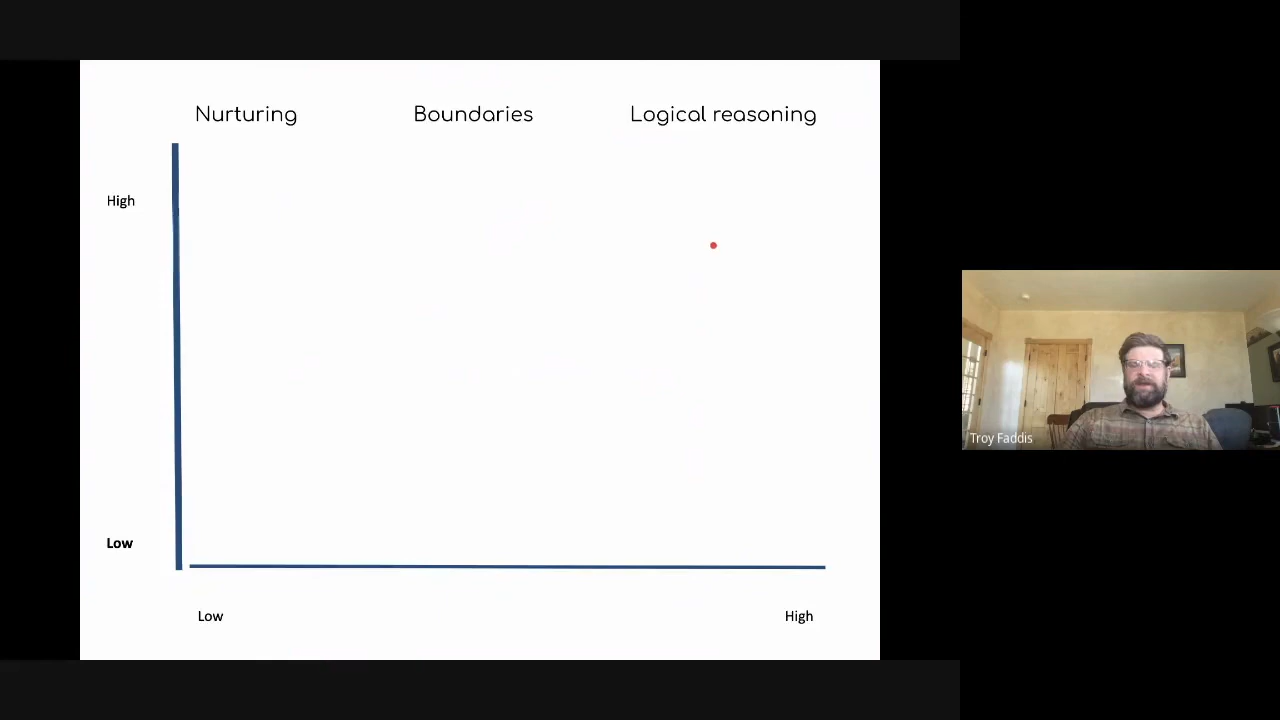 Nurturing Boundaries Logical reasoning
High
Low
Low High
Troy Faddis